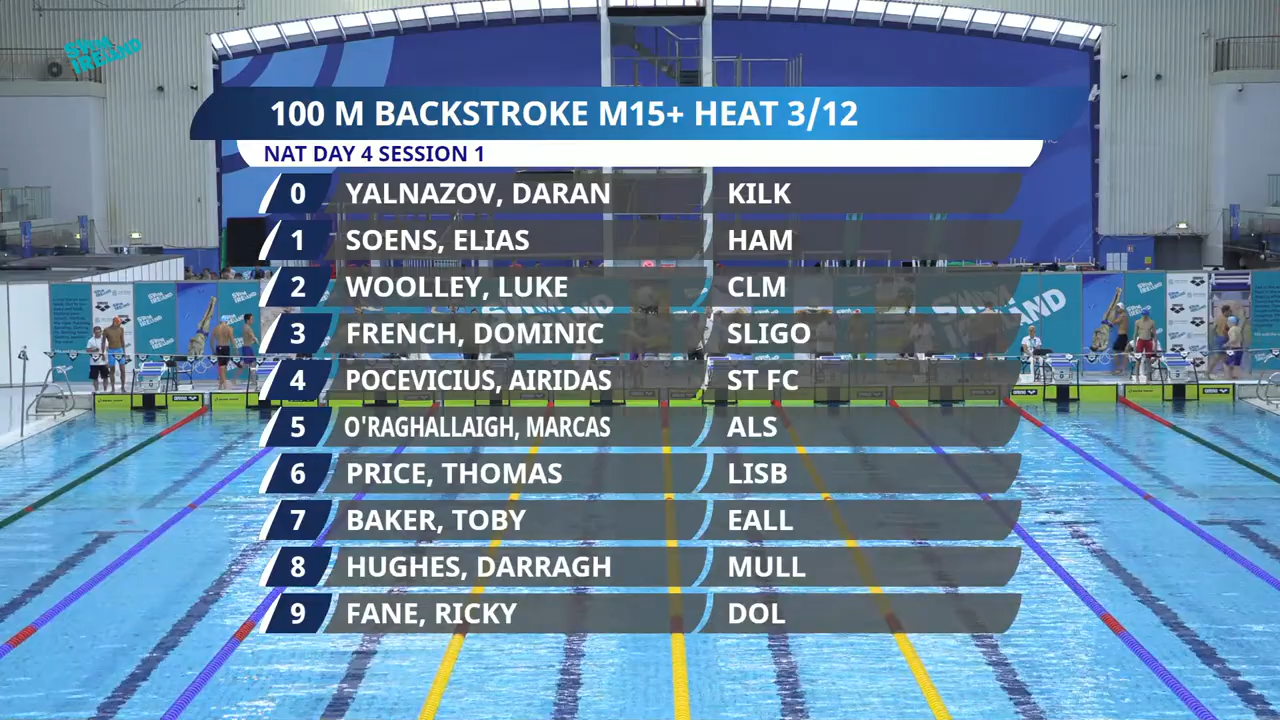 SWIM
IRELAND
100 M BACKSTROKE M15+ HEAT 3/12
NAT DAY 4 SESSION 1
0 YALNAZOV, DARAN KILK
1 SOENS, ELIAS HAM
2 WOOLLEY, LUKE CLM
3 FRENCH, DOMINIC SLIGO
4 POCEVICIUS, AIRIDAS ST FC
5 O'RAGHALLAIGH, MARCAS ALS
6 PRICE, THOMAS LISB
7 BAKER, TOBY EALL
8 HUGHES, DARRAGH MULL
9 FANE, RICKY DOL